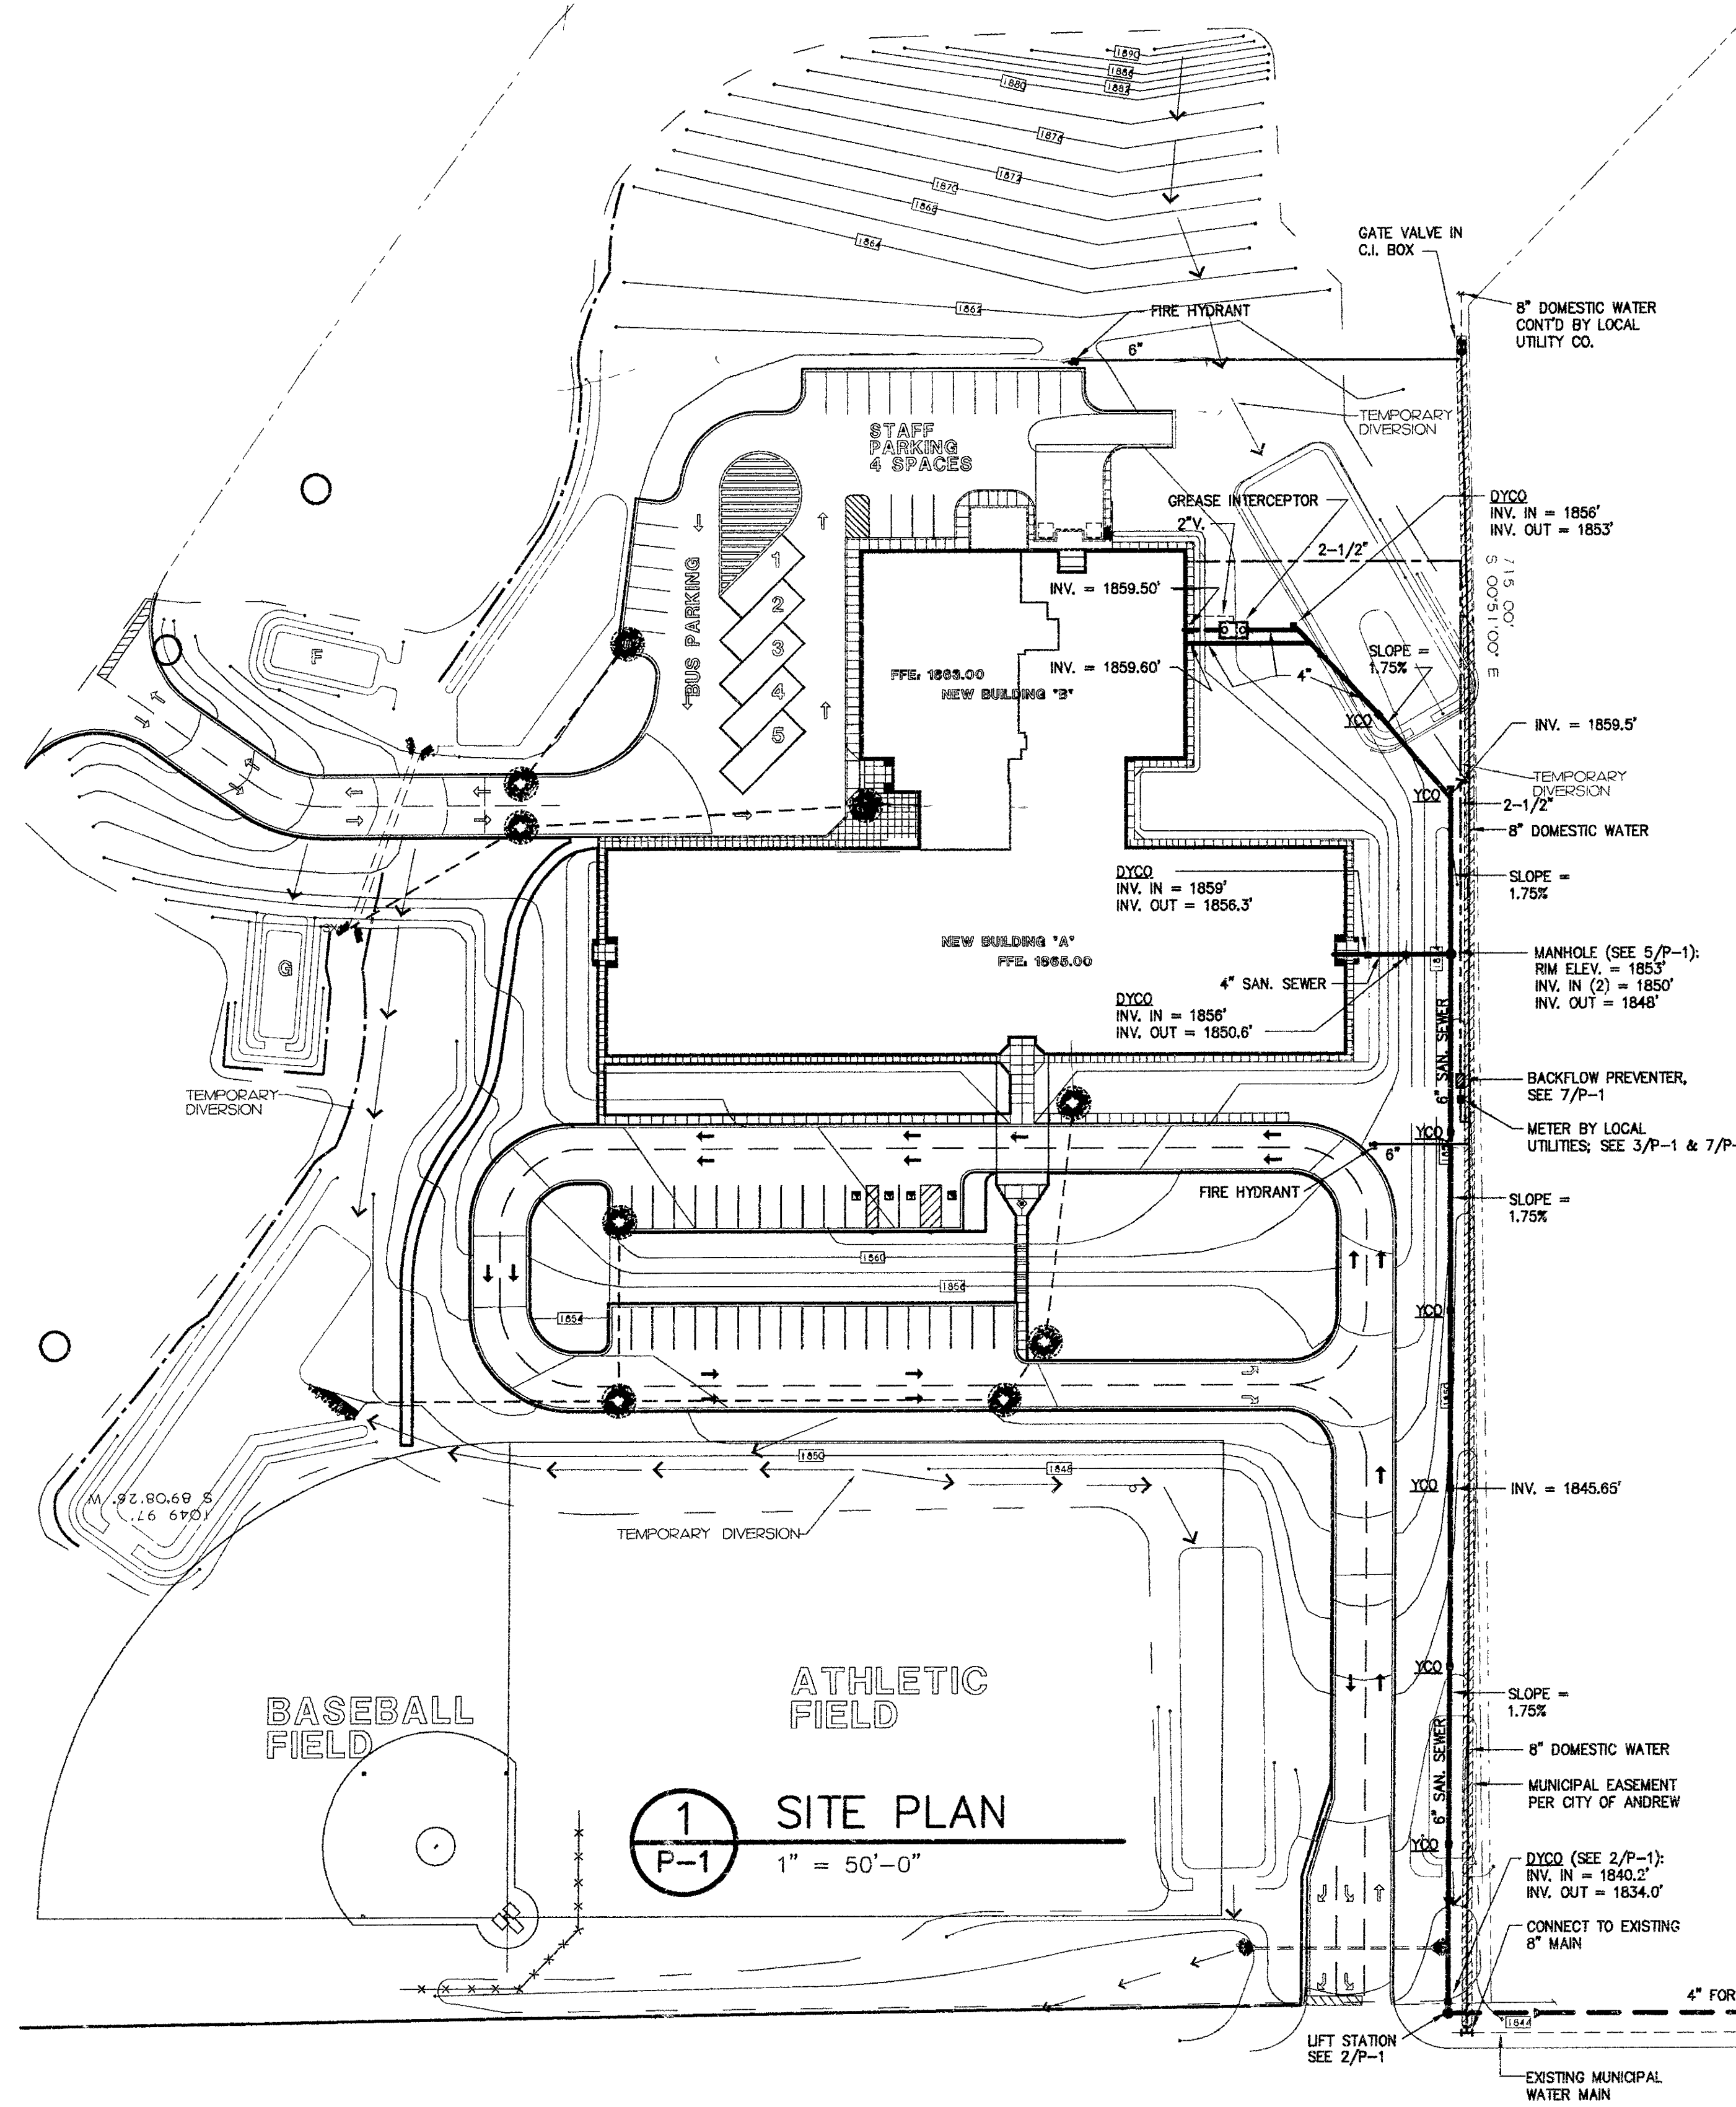 1890
1886
1880
1882
1876
1872
1870
1868
1864
1862
GATE VALVE IN
C.I. BOX
8" DOMESTIC WATER
CONT'D BY LOCAL
UTILITY CO.
FIRE HYDRANT
6"
TEMPORARY
DIVERSION
STAFF
PARKING
4 SPACES
GREASE INTERCEPTOR
2"V.
2-1/2"
DYCO
INV. IN = 1856'
INV. OUT = 1853'
715.00'
S 00°51'00" E
BUS PARKING
1
2
3
4
5
INV. = 1859.50'
INV. = 1859.60'
FFE: 1863.00
NEW BUILDING "B"
SLOPE =
1.75%
4"
YCO
F
INV. = 1859.5'
TEMPORARY
DIVERSION
YCO
2-1/2"
8" DOMESTIC WATER
SLOPE =
1.75%
DYCO
INV. IN = 1859'
INV. OUT = 1856.3'
NEW BUILDING "A"
FFE: 1865.00
4" SAN. SEWER
DYCO
INV. IN = 1856'
INV. OUT = 1850.6'
MANHOLE (SEE 5/P-1):
RIM ELEV. = 1853'
INV. IN (2) = 1850'
INV. OUT = 1848'
G
6" SAN. SEWER
BACKFLOW PREVENTER,
SEE 7/P-1
METER BY LOCAL
UTILITIES; SEE 3/P-1 & 7/P-
TEMPORARY
DIVERSION
YCO
6"
FIRE HYDRANT
SLOPE =
1.75%
1860
1856
1854
YCO
1850
1848
YCO
INV. = 1845.65'
S 89°08'26" W
1049.97'
TEMPORARY DIVERSION
BASEBALL
FIELD
ATHLETIC
FIELD
YCO
SLOPE =
1.75%
6" SAN. SEWER
8" DOMESTIC WATER
MUNICIPAL EASEMENT
PER CITY OF ANDREW
1
P-1
SITE PLAN
1" = 50'-0"
YCO
DYCO (SEE 2/P-1):
INV. IN = 1840.2'
INV. OUT = 1834.0'
CONNECT TO EXISTING
8" MAIN
4" FOR
1844
LIFT STATION
SEE 2/P-1
EXISTING MUNICIPAL
WATER MAIN